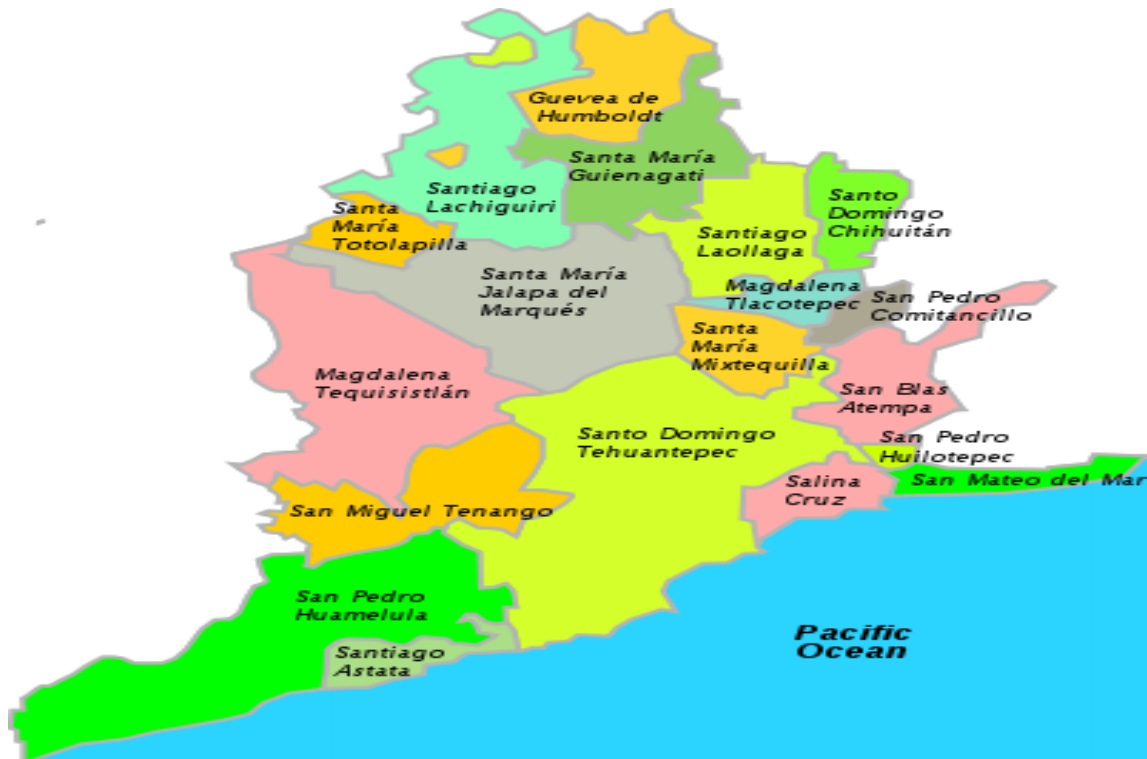 Guevea de
Humboldt
Santa María
Guienagati
Santiago
Lachiguiri
Santo
Domingo
Chihuitán
Santa
María
Totolapilla
Santiago
Laollaga
Santa María
Jalapa del
Marqués
Magdalena
Tlacotepec
San Pedro
Comitancillo
Santa
María
Mixtequilla
Magdalena
Tequisistlán
San Blas
Atempa
Santo Domingo
Tehuantepec
San Pedro
Huilotepec
Salina
Cruz
San Mateo del Mar
San Miguel Tenango
San Pedro
Huamelula
Pacific
Ocean
Santiago
Astata